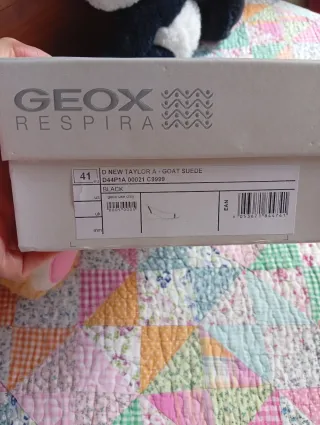 GEOX
RESPIRA
41
D NEW TAYLOR A - GOAT SUEDE
D44P1A 00021 C9999
BLACK
EAN